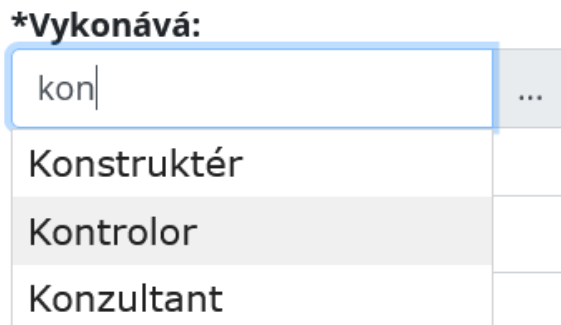 *Vykonává:
kon
...
Konstruktér
Kontrolor
Konzultant